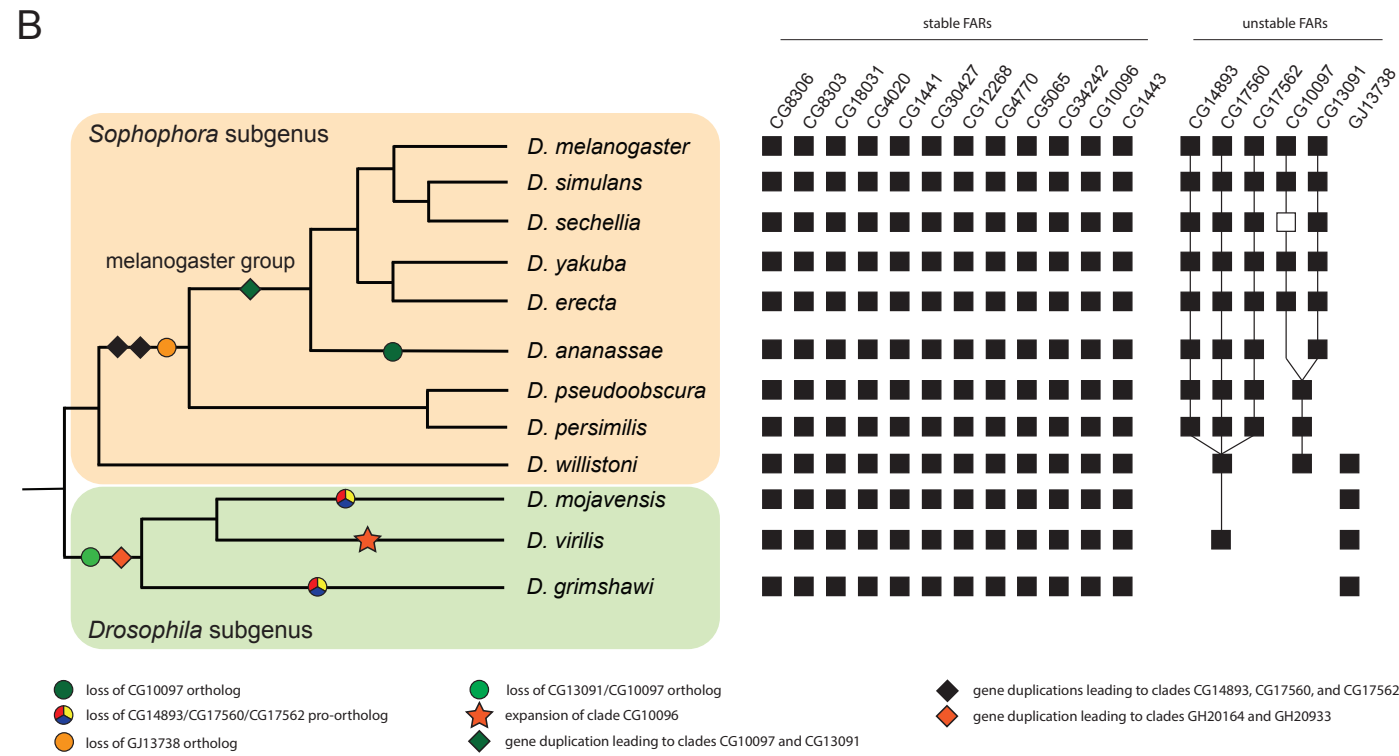 B
stable FARs
unstable FARs
CG8306
CG8303
CG18031
CG4020
CG1441
CG30427
CG12268
CG4770
CG5065
CG34242
CG10096
CG1443
CG14893
CG17560
CG17562
CG10097
CG13091
GJ13738
Sophophora subgenus
D. melanogaster
D. simulans
D. sechellia
melanogaster group
D. yakuba
D. erecta
D. ananassae
D. pseudoobscura
D. persimilis
D. willistoni
D. mojavensis
D. virilis
D. grimshawi
Drosophila subgenus
loss of CG10097 ortholog
loss of CG14893/CG17560/CG17562 pro-ortholog
loss of GJ13738 ortholog
loss of CG13091/CG10097 ortholog
expansion of clade CG10096
gene duplication leading to clades CG10097 and CG13091
gene duplications leading to clades CG14893, CG17560, and CG17562
gene duplication leading to clades GH20164 and GH20933